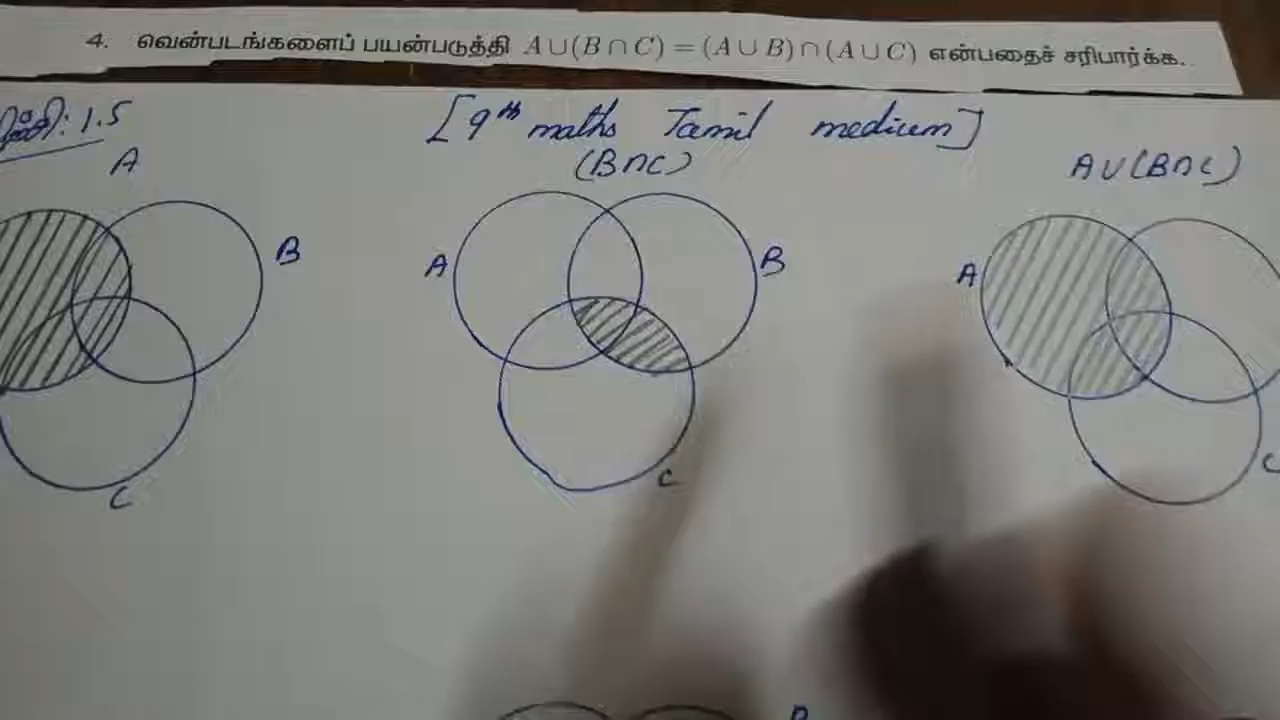 4. வென்படங்களைப் பயன்படுத்தி A∪(B∩C)=(A∪B)∩(A∪C) என்பதைச் சரிபார்க்க.
1.5
[9th maths Tamil medium]
A
(B∩C)
A∪(B∩C)
B
A
B
A
C
C
C
B